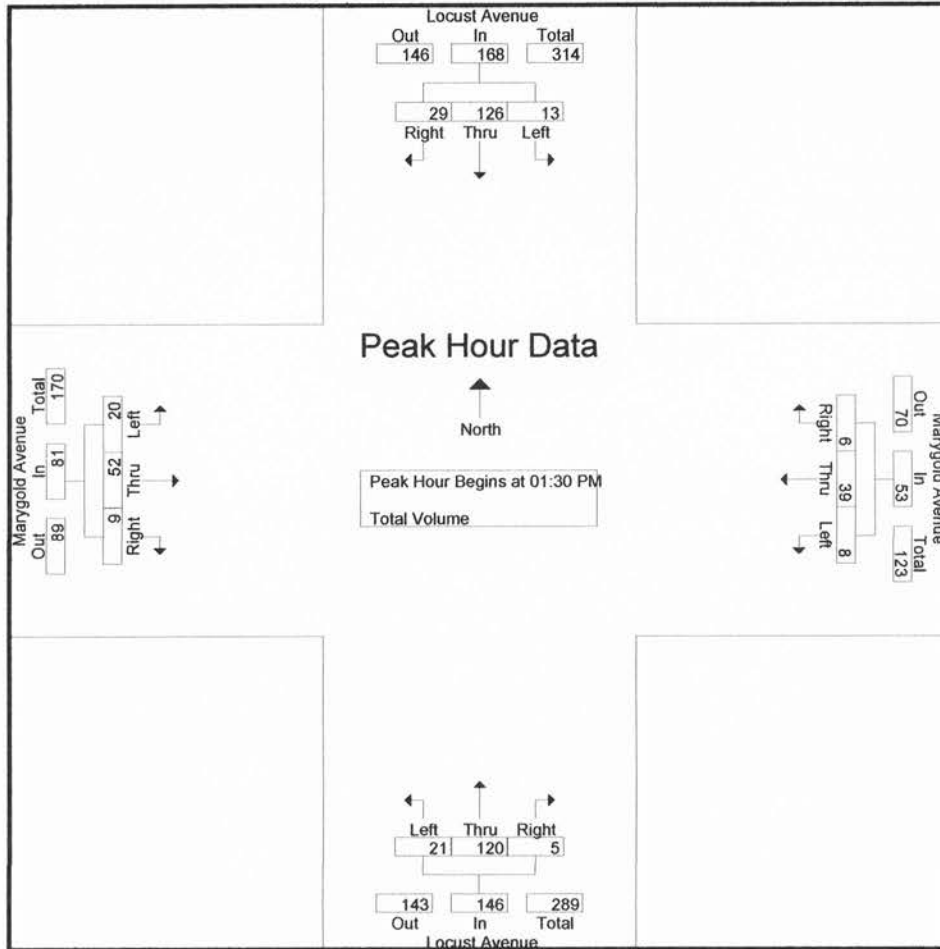 Locust Avenue
Out In Total
146 168 314
29 126 13
Right Thru Left
Peak Hour Data
North
Peak Hour Begins at 01:30 PM
Total Volume
Marygold Avenue
Out In Total
89 81 170
20 52 9
Left Thru Right
Marygold Avenue
Out In Total
70 53 123
6 39 8
Right Thru Left
Left Thru Right
21 120 5
143 146 289
Out In Total
Locust Avenue